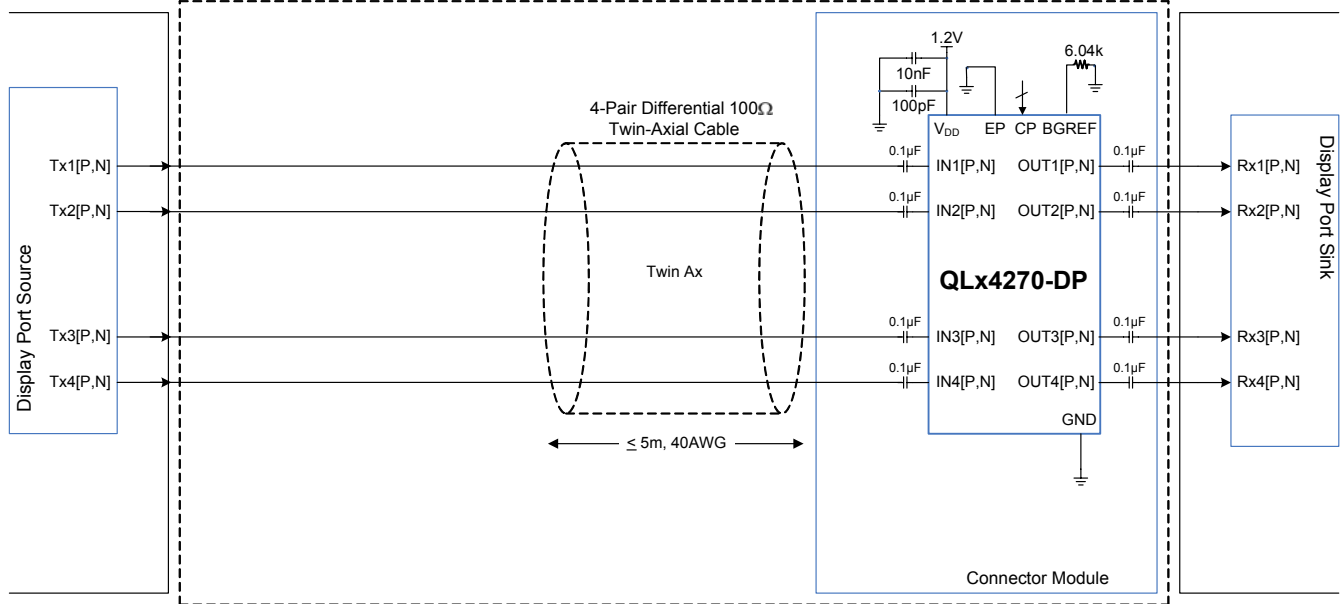 1.2V
10nF
100pF
6.04k
4-Pair Differential 100Ω
Twin-Axial Cable
V_DD EP CP BGREF
Display Port Source
Tx1[P,N]
Tx2[P,N]
Tx3[P,N]
Tx4[P,N]
Twin Ax
≤ 5m, 40AWG
0.1µF
0.1µF
0.1µF
0.1µF
IN1[P,N] OUT1[P,N]
IN2[P,N] OUT2[P,N]
QLx4270-DP
IN3[P,N] OUT3[P,N]
IN4[P,N] OUT4[P,N]
GND
0.1µF
0.1µF
0.1µF
0.1µF
Rx1[P,N]
Rx2[P,N]
Rx3[P,N]
Rx4[P,N]
Display Port Sink
Connector Module